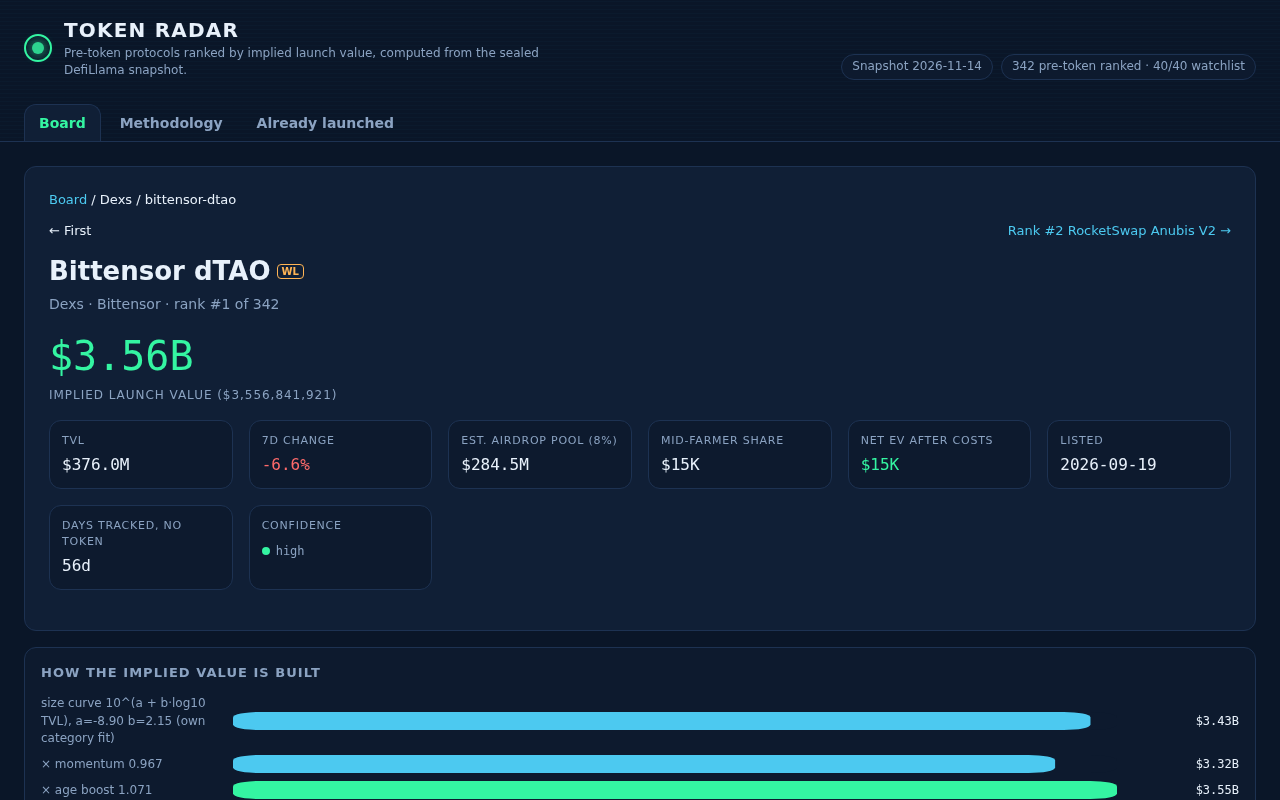 TOKEN RADAR
Pre-token protocols ranked by implied launch value, computed from the sealed
DefiLlama snapshot.
Snapshot 2026-11-14
342 pre-token ranked · 40/40 watchlist
Board
Methodology
Already launched
Board / Dexs / bittensor-dtao
← First
Rank #2 RocketSwap Anubis V2 →
Bittensor dTAO WL
Dexs · Bittensor · rank #1 of 342
$3.56B
IMPLIED LAUNCH VALUE ($3,556,841,921)
TVL
$376.0M
7D CHANGE
-6.6%
EST. AIRDROP POOL (8%)
$284.5M
MID-FARMER SHARE
$15K
NET EV AFTER COSTS
$15K
LISTED
2026-09-19
DAYS TRACKED, NO
TOKEN
56d
CONFIDENCE
high
HOW THE IMPLIED VALUE IS BUILT
size curve 10^(a + b·log10
TVL), a=-8.90 b=2.15 (own
category fit)
$3.43B
× momentum 0.967
$3.32B
× age boost 1.071
$3.55B